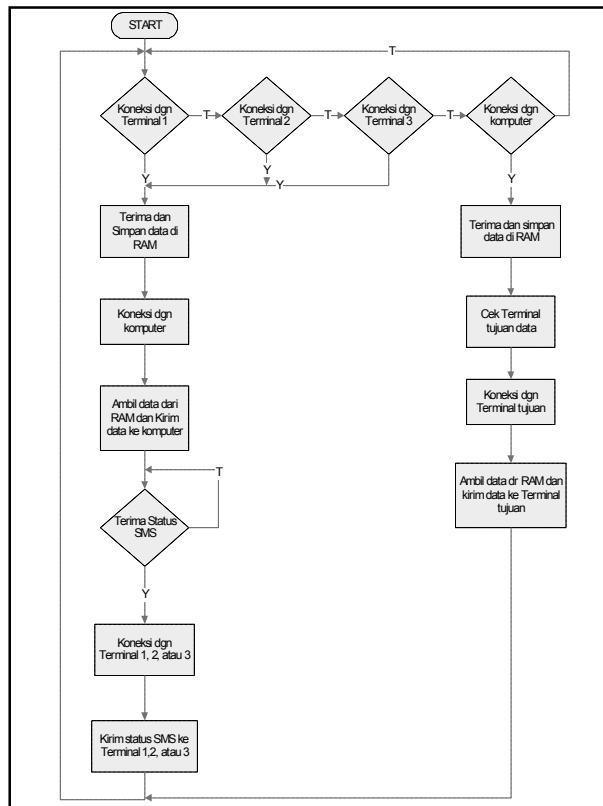 START
T
Koneksi dgn
Terminal 1
T
Koneksi dgn
Terminal 2
T
Koneksi dgn
Terminal 3
T
Koneksi dgn
komputer
Y
Y
Y
Y
Terima dan
Simpan data di
RAM
Terima dan simpan
data di RAM
Koneksi dgn
komputer
Cek Terminal
tujuan data
Ambil data dari
RAM dan Kirim
data ke komputer
Koneksi dgn
Terminal tujuan
T
Terima Status
SMS
Ambil data dr RAM dan
kirim data ke Terminal
tujuan
Y
Koneksi dgn
Terminal 1, 2, atau 3
Kirim status SMS ke
Terminal 1,2, atau 3